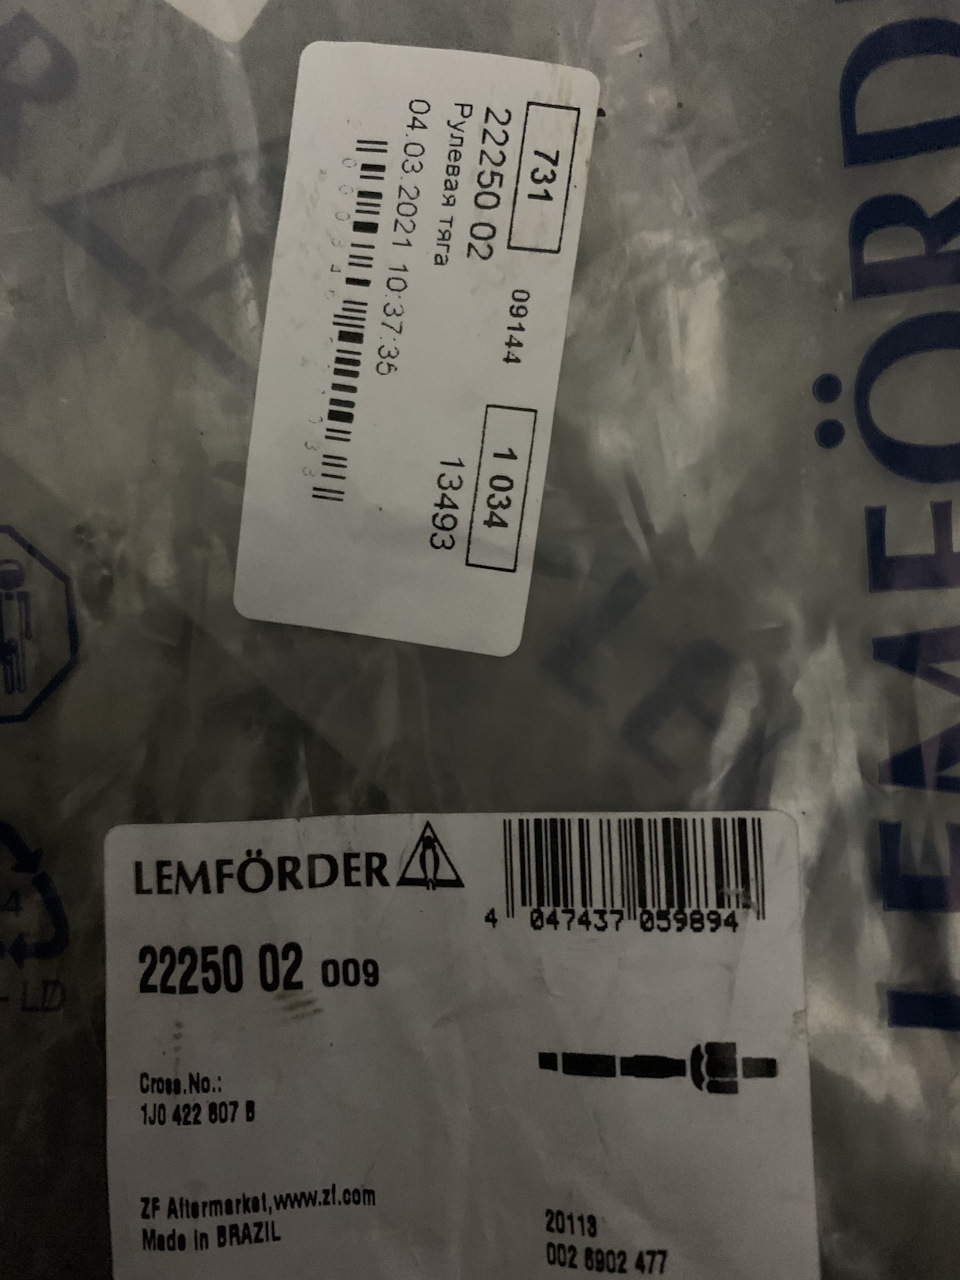 731
09144
1 034
22250 02
13493
Рулевая тяга
04.03.2021 10:37:35
LEMFÖRD
LEMFÖRDER
4 047437 059894
22250 02 009
Cross.No.:
1J0 422 807 B
ZF Aftermarket,www.zf.com
Made in BRAZIL
20113
002 6902 477